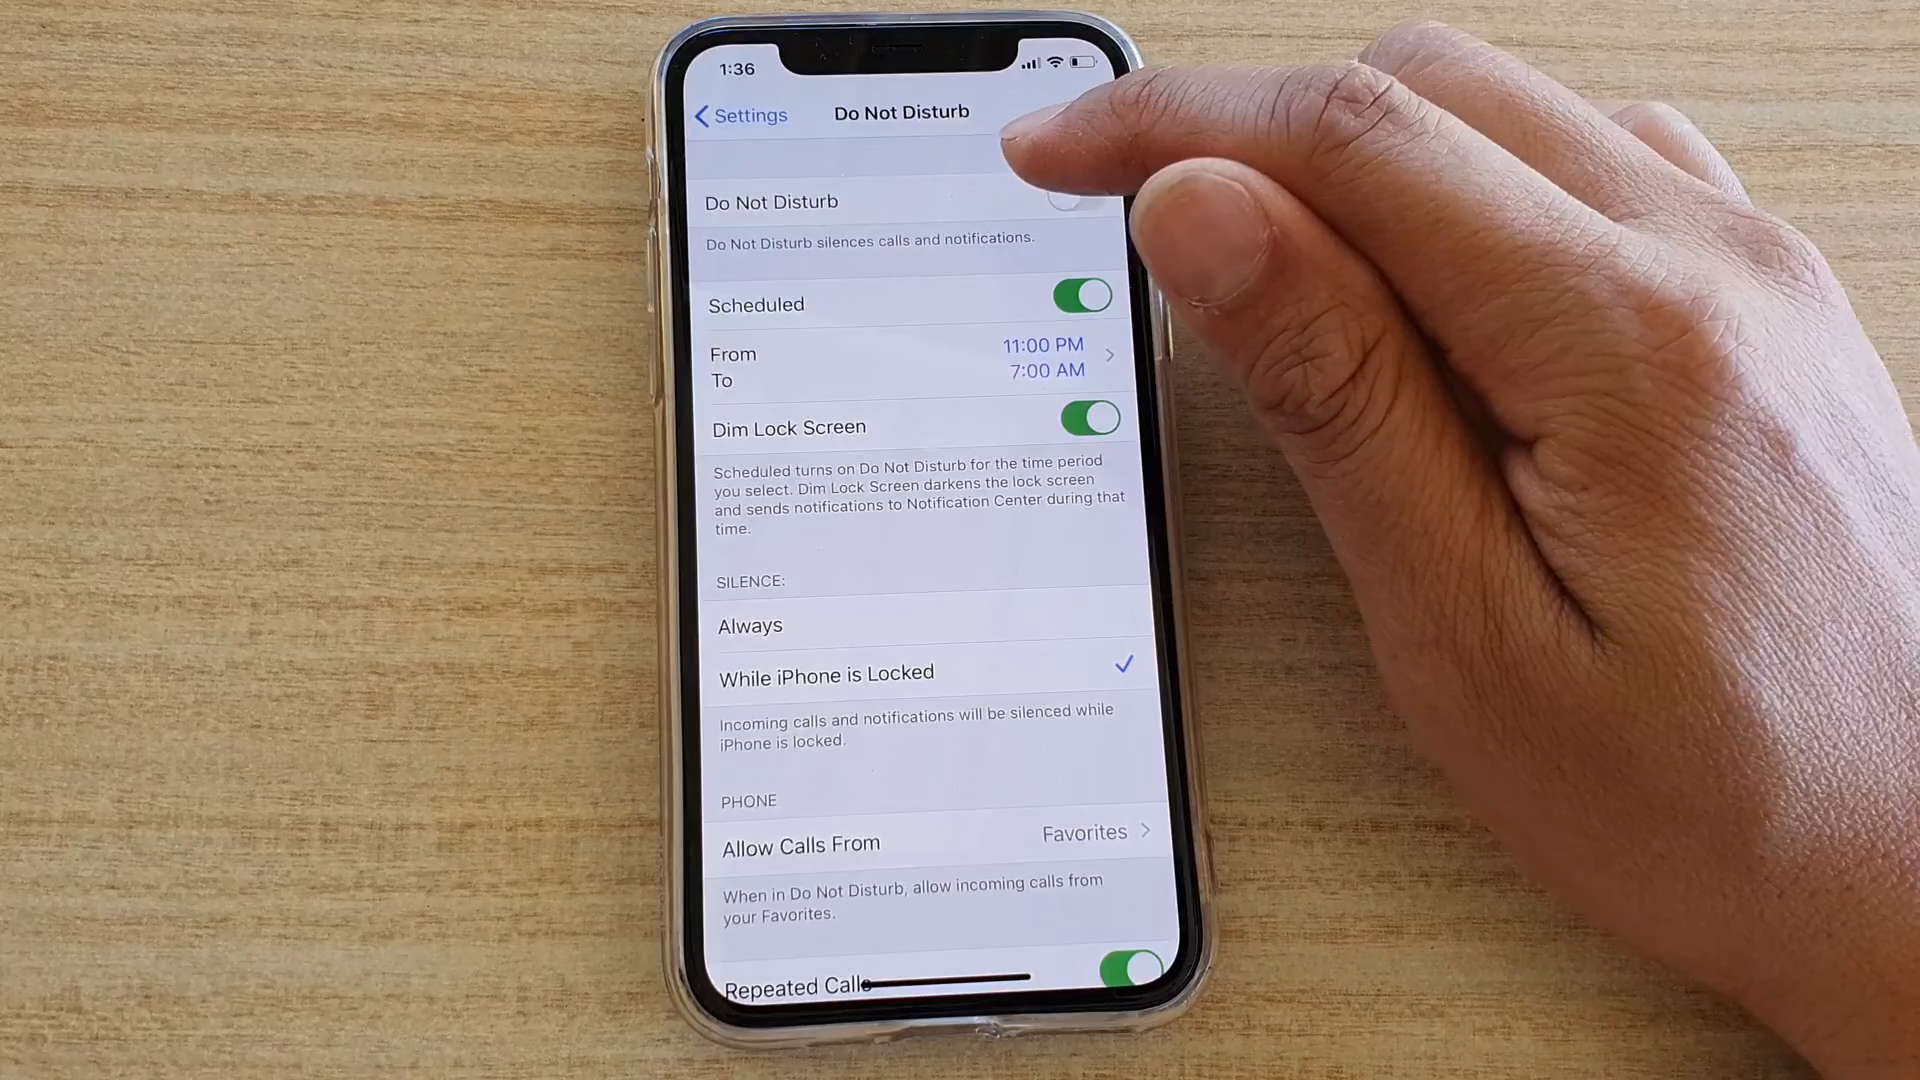 1:36
Settings
Do Not Disturb
Do Not Disturb
Do Not Disturb silences calls and notifications.
Scheduled
From 11:00 PM
To 7:00 AM
Dim Lock Screen
Scheduled turns on Do Not Disturb for the time period
you select. Dim Lock Screen darkens the lock screen
and sends notifications to Notification Center during that
time.
SILENCE:
Always
While iPhone is Locked
Incoming calls and notifications will be silenced while
iPhone is locked.
PHONE
Allow Calls From Favorites
When in Do Not Disturb, allow incoming calls from
your Favorites.
Repeated Calls